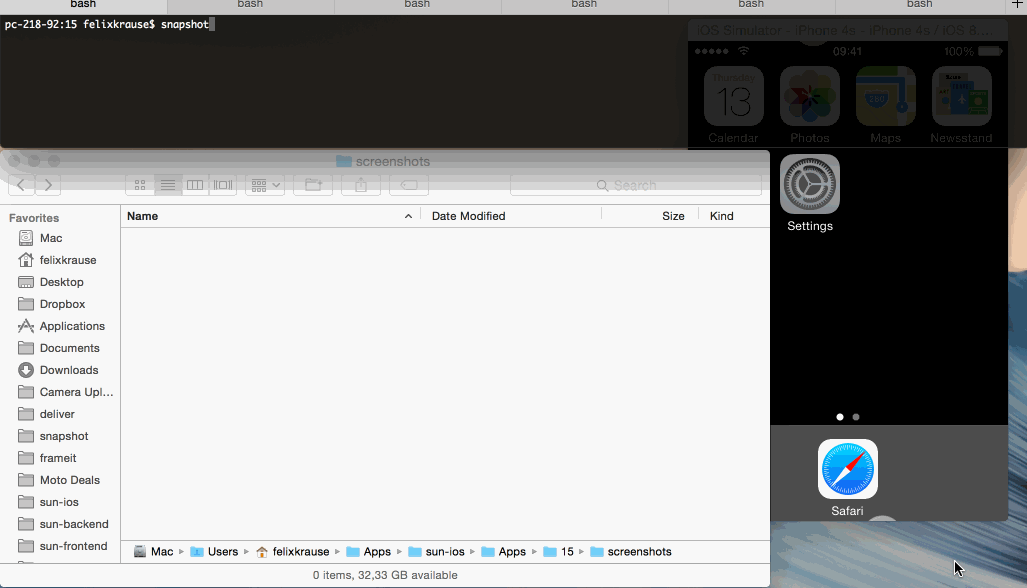 bash bash bash bash bash bash
pc-218-92:15 felixkrause$ snapshot
iOS Simulator - iPhone 4s - iPhone 4s / iOS 8....
09:41 100%
Thursday
13
280
Calendar Photos Maps Newsstand
Settings
Safari
screenshots
Search
Favorites
Mac
felixkrause
Desktop
Dropbox
Applications
Documents
Downloads
Camera Upl...
deliver
snapshot
frameit
Moto Deals
sun-ios
sun-backend
sun-frontend
Name Date Modified Size Kind
Mac Users felixkrause Apps sun-ios Apps 15 screenshots
0 items, 32,33 GB available